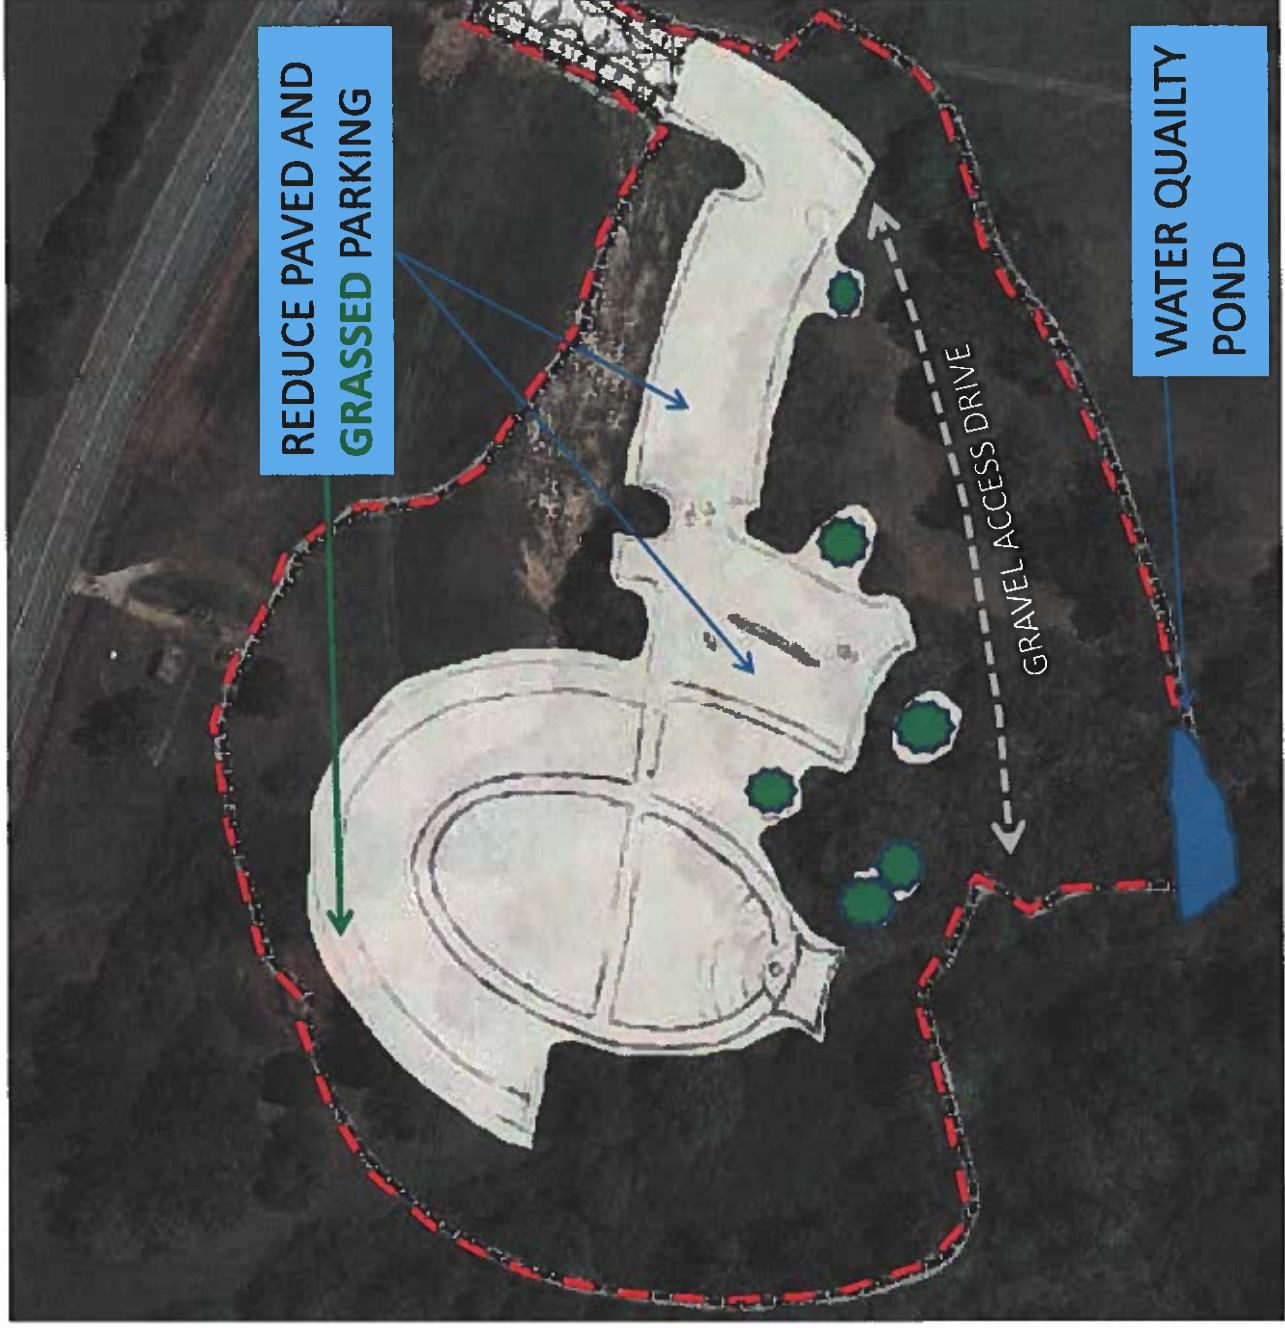 REDUCE PAVED AND
GRASSED PARKING
GRAVEL ACCESS DRIVE
WATER QUAILTY
POND